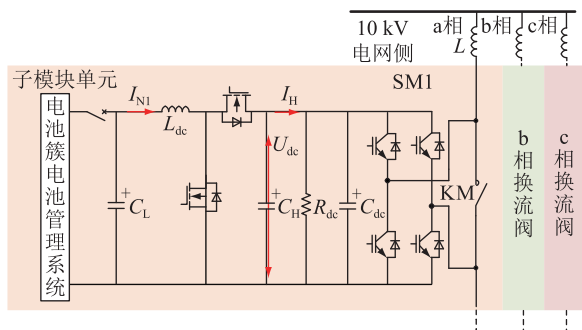 10 kV
电网侧
a相
b相
c相
L
子模块单元
SM1
电池簇电池管理系统
I_N1
L_dc
I_H
U_dc
C_L
C_H
R_dc
C_dc
KM
b相换流阀
c相换流阀